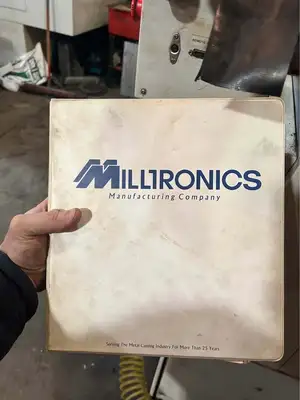 MILLTRONICS
Manufacturing Company
Serving The Metal-Cutting Industry For More Than 25 Years